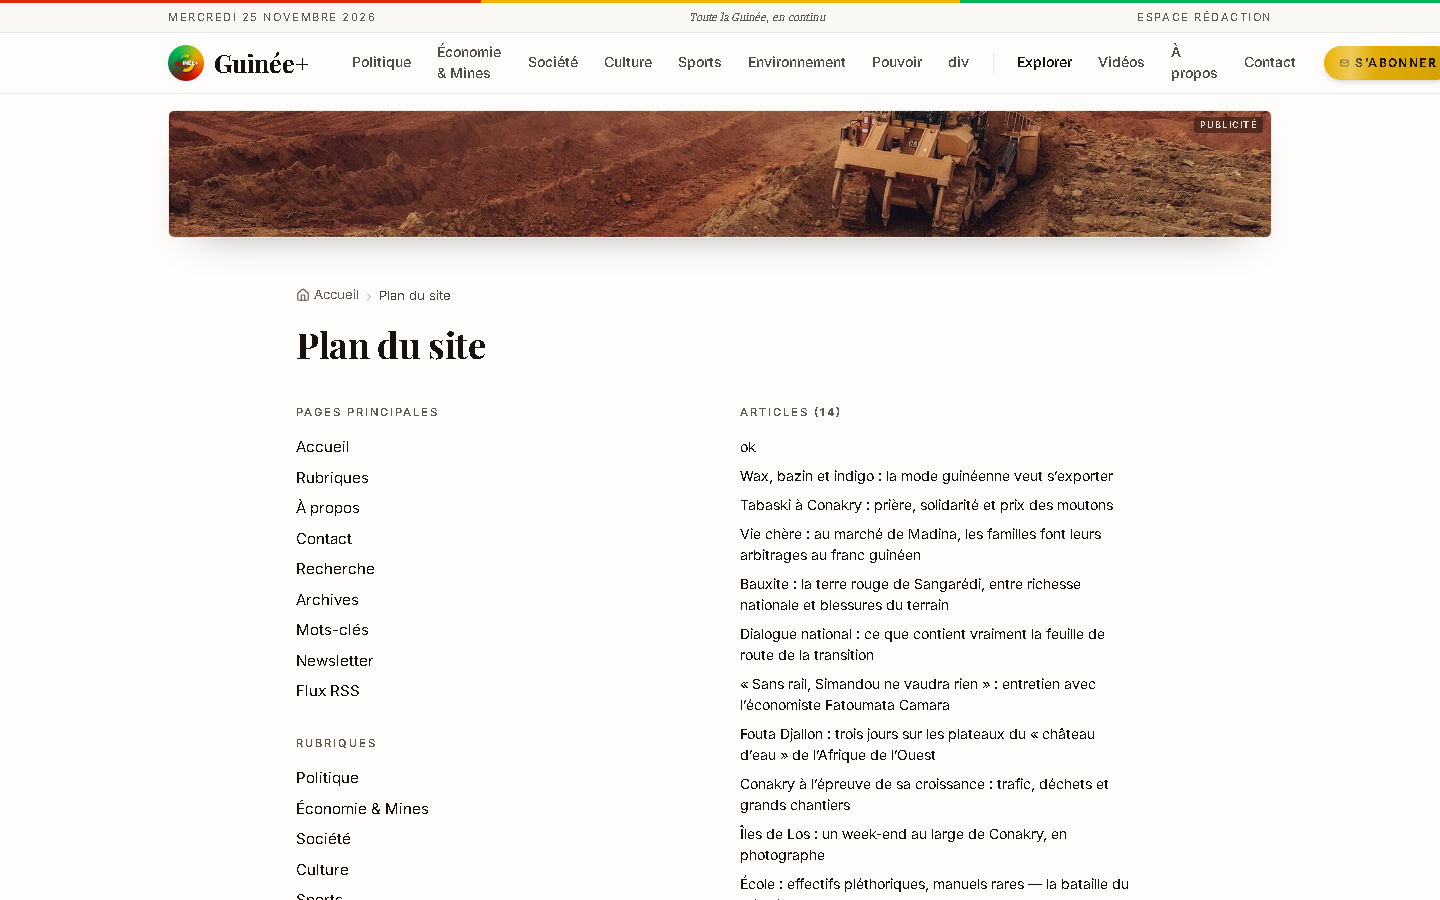 MERCREDI 25 NOVEMBRE 2026
Toute la Guinée, en continu
ESPACE RÉDACTION
Guinée+
Politique
Économie
& Mines
Société
Culture
Sports
Environnement
Pouvoir
div
Explorer
Vidéos
À
propos
Contact
S'ABONNER
PUBLICITÉ
Accueil › Plan du site
Plan du site
PAGES PRINCIPALES
Accueil
Rubriques
À propos
Contact
Recherche
Archives
Mots-clés
Newsletter
Flux RSS
RUBRIQUES
Politique
Économie & Mines
Société
Culture
ARTICLES (14)
ok
Wax, bazin et indigo : la mode guinéenne veut s'exporter
Tabaski à Conakry : prière, solidarité et prix des moutons
Vie chère : au marché de Madina, les familles font leurs
arbitrages au franc guinéen
Bauxite : la terre rouge de Sangarédi, entre richesse
nationale et blessures du terrain
Dialogue national : ce que contient vraiment la feuille de
route de la transition
« Sans rail, Simandou ne vaudra rien » : entretien avec
l'économiste Fatoumata Camara
Fouta Djallon : trois jours sur les plateaux du « château
d'eau » de l'Afrique de l'Ouest
Conakry à l'épreuve de sa croissance : trafic, déchets et
grands chantiers
Îles de Los : un week-end au large de Conakry, en
photographe
École : effectifs pléthoriques, manuels rares — la bataille du